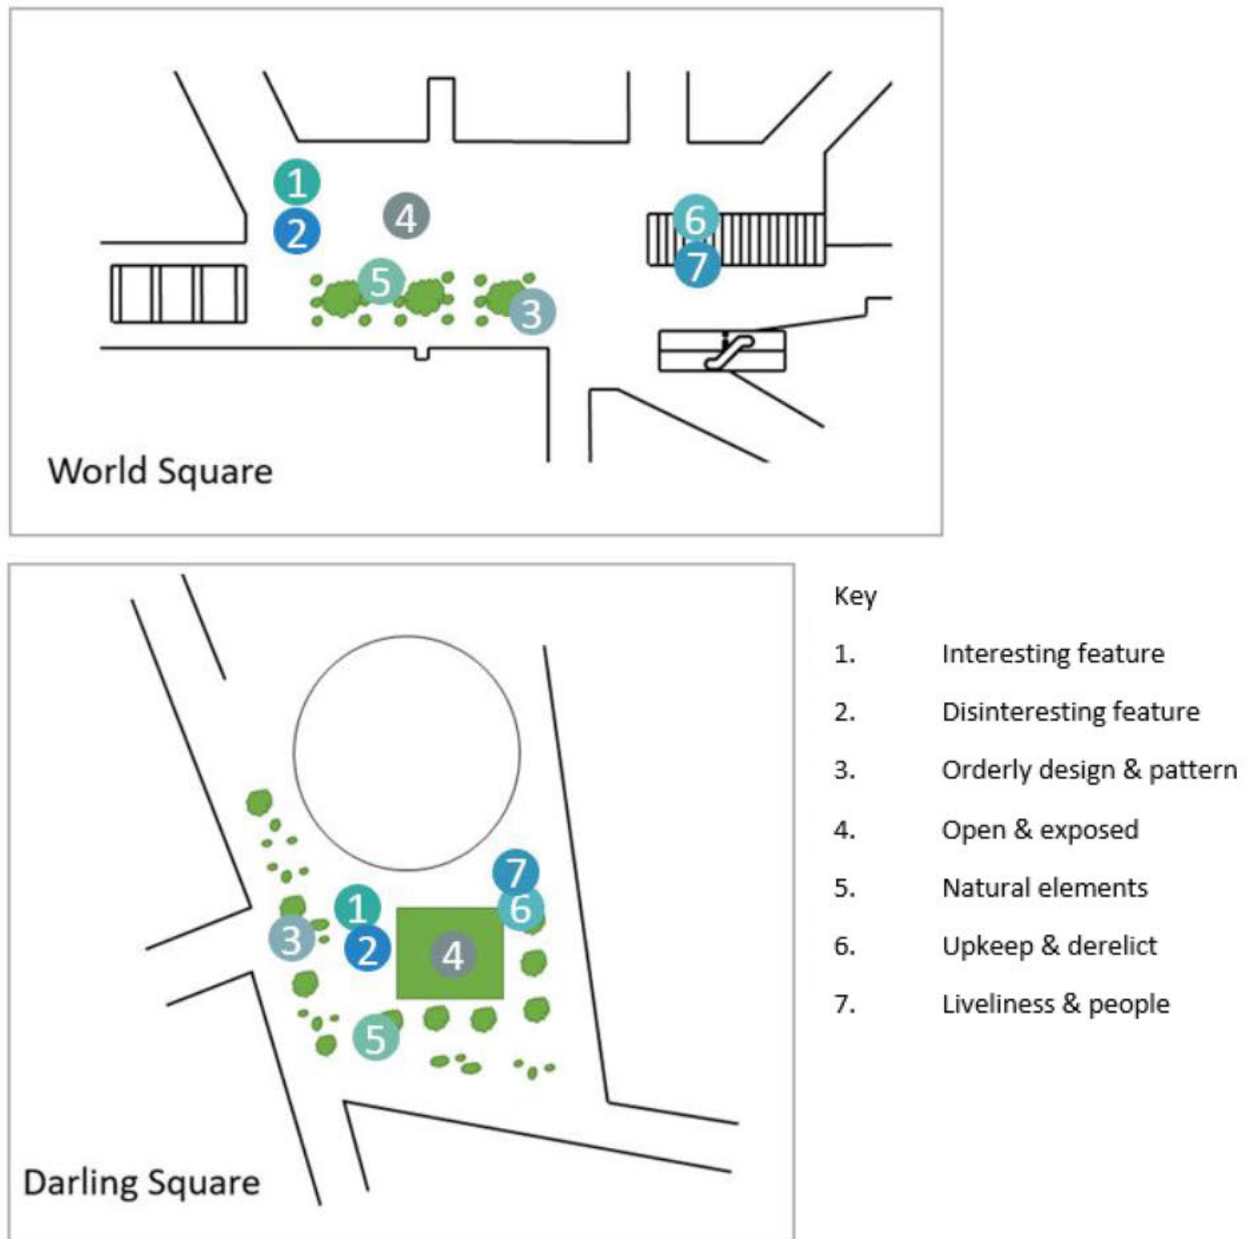 1
2
4
6
5
7
3
World Square
Key
1. Interesting feature
2. Disinteresting feature
3. Orderly design & pattern
4. Open & exposed
5. Natural elements
6. Upkeep & derelict
7. Liveliness & people
7
1
6
3
2
4
5
Darling Square